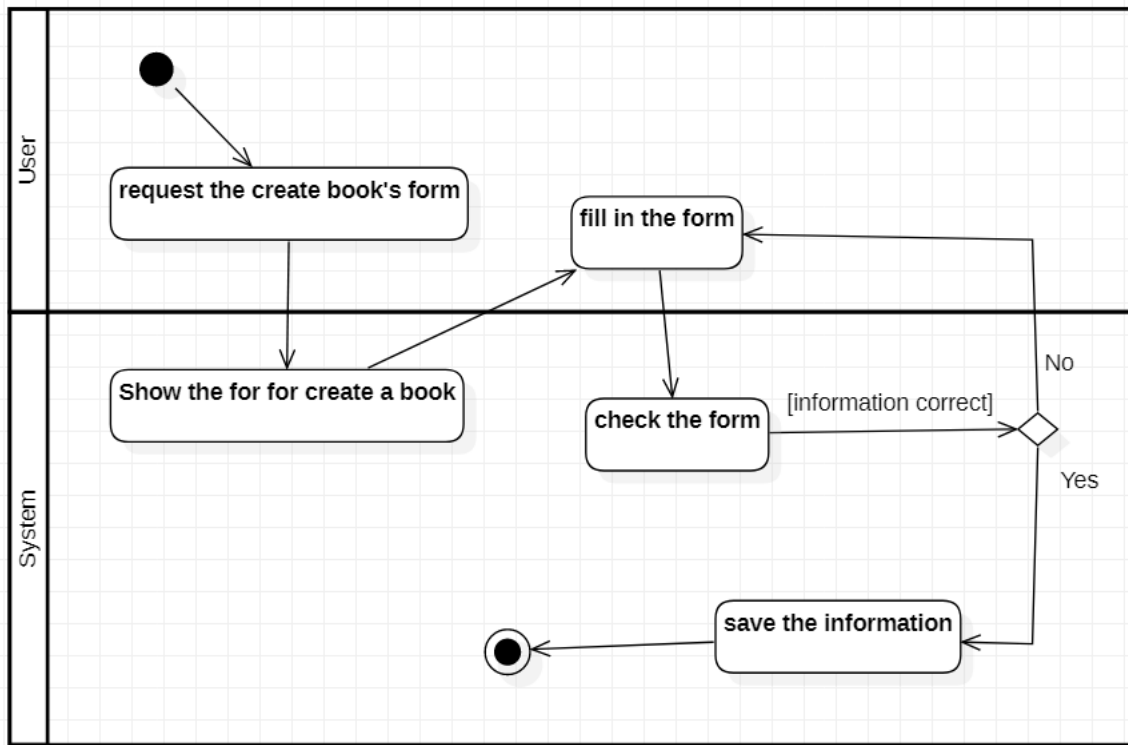 User
request the create book's form
fill in the form
System
Show the for for create a book
check the form
[information correct]
No
Yes
save the information